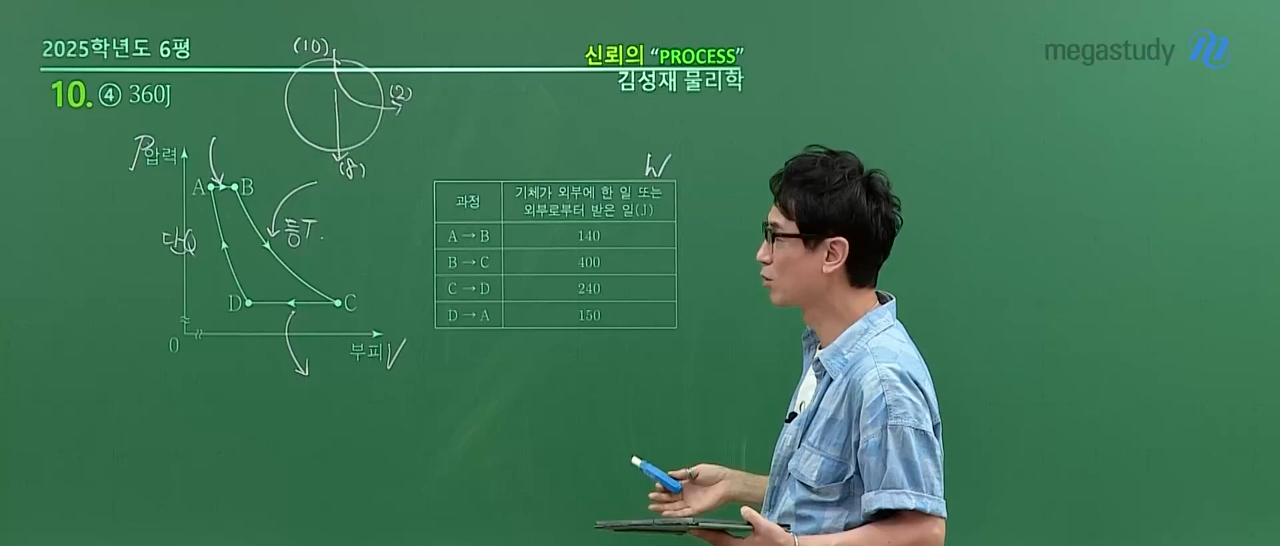 2025학년도 6평
신뢰의 “PROCESS”
김성재 물리학
megastudy
10. ④ 360J
(10)
(2)
(8)
P 압력
A
B
단Q
등T.
D
C
0
부피 V
W
과정
기체가 외부에 한 일 또는
외부로부터 받은 일(J)
A → B 140
B → C 400
C → D 240
D → A 150